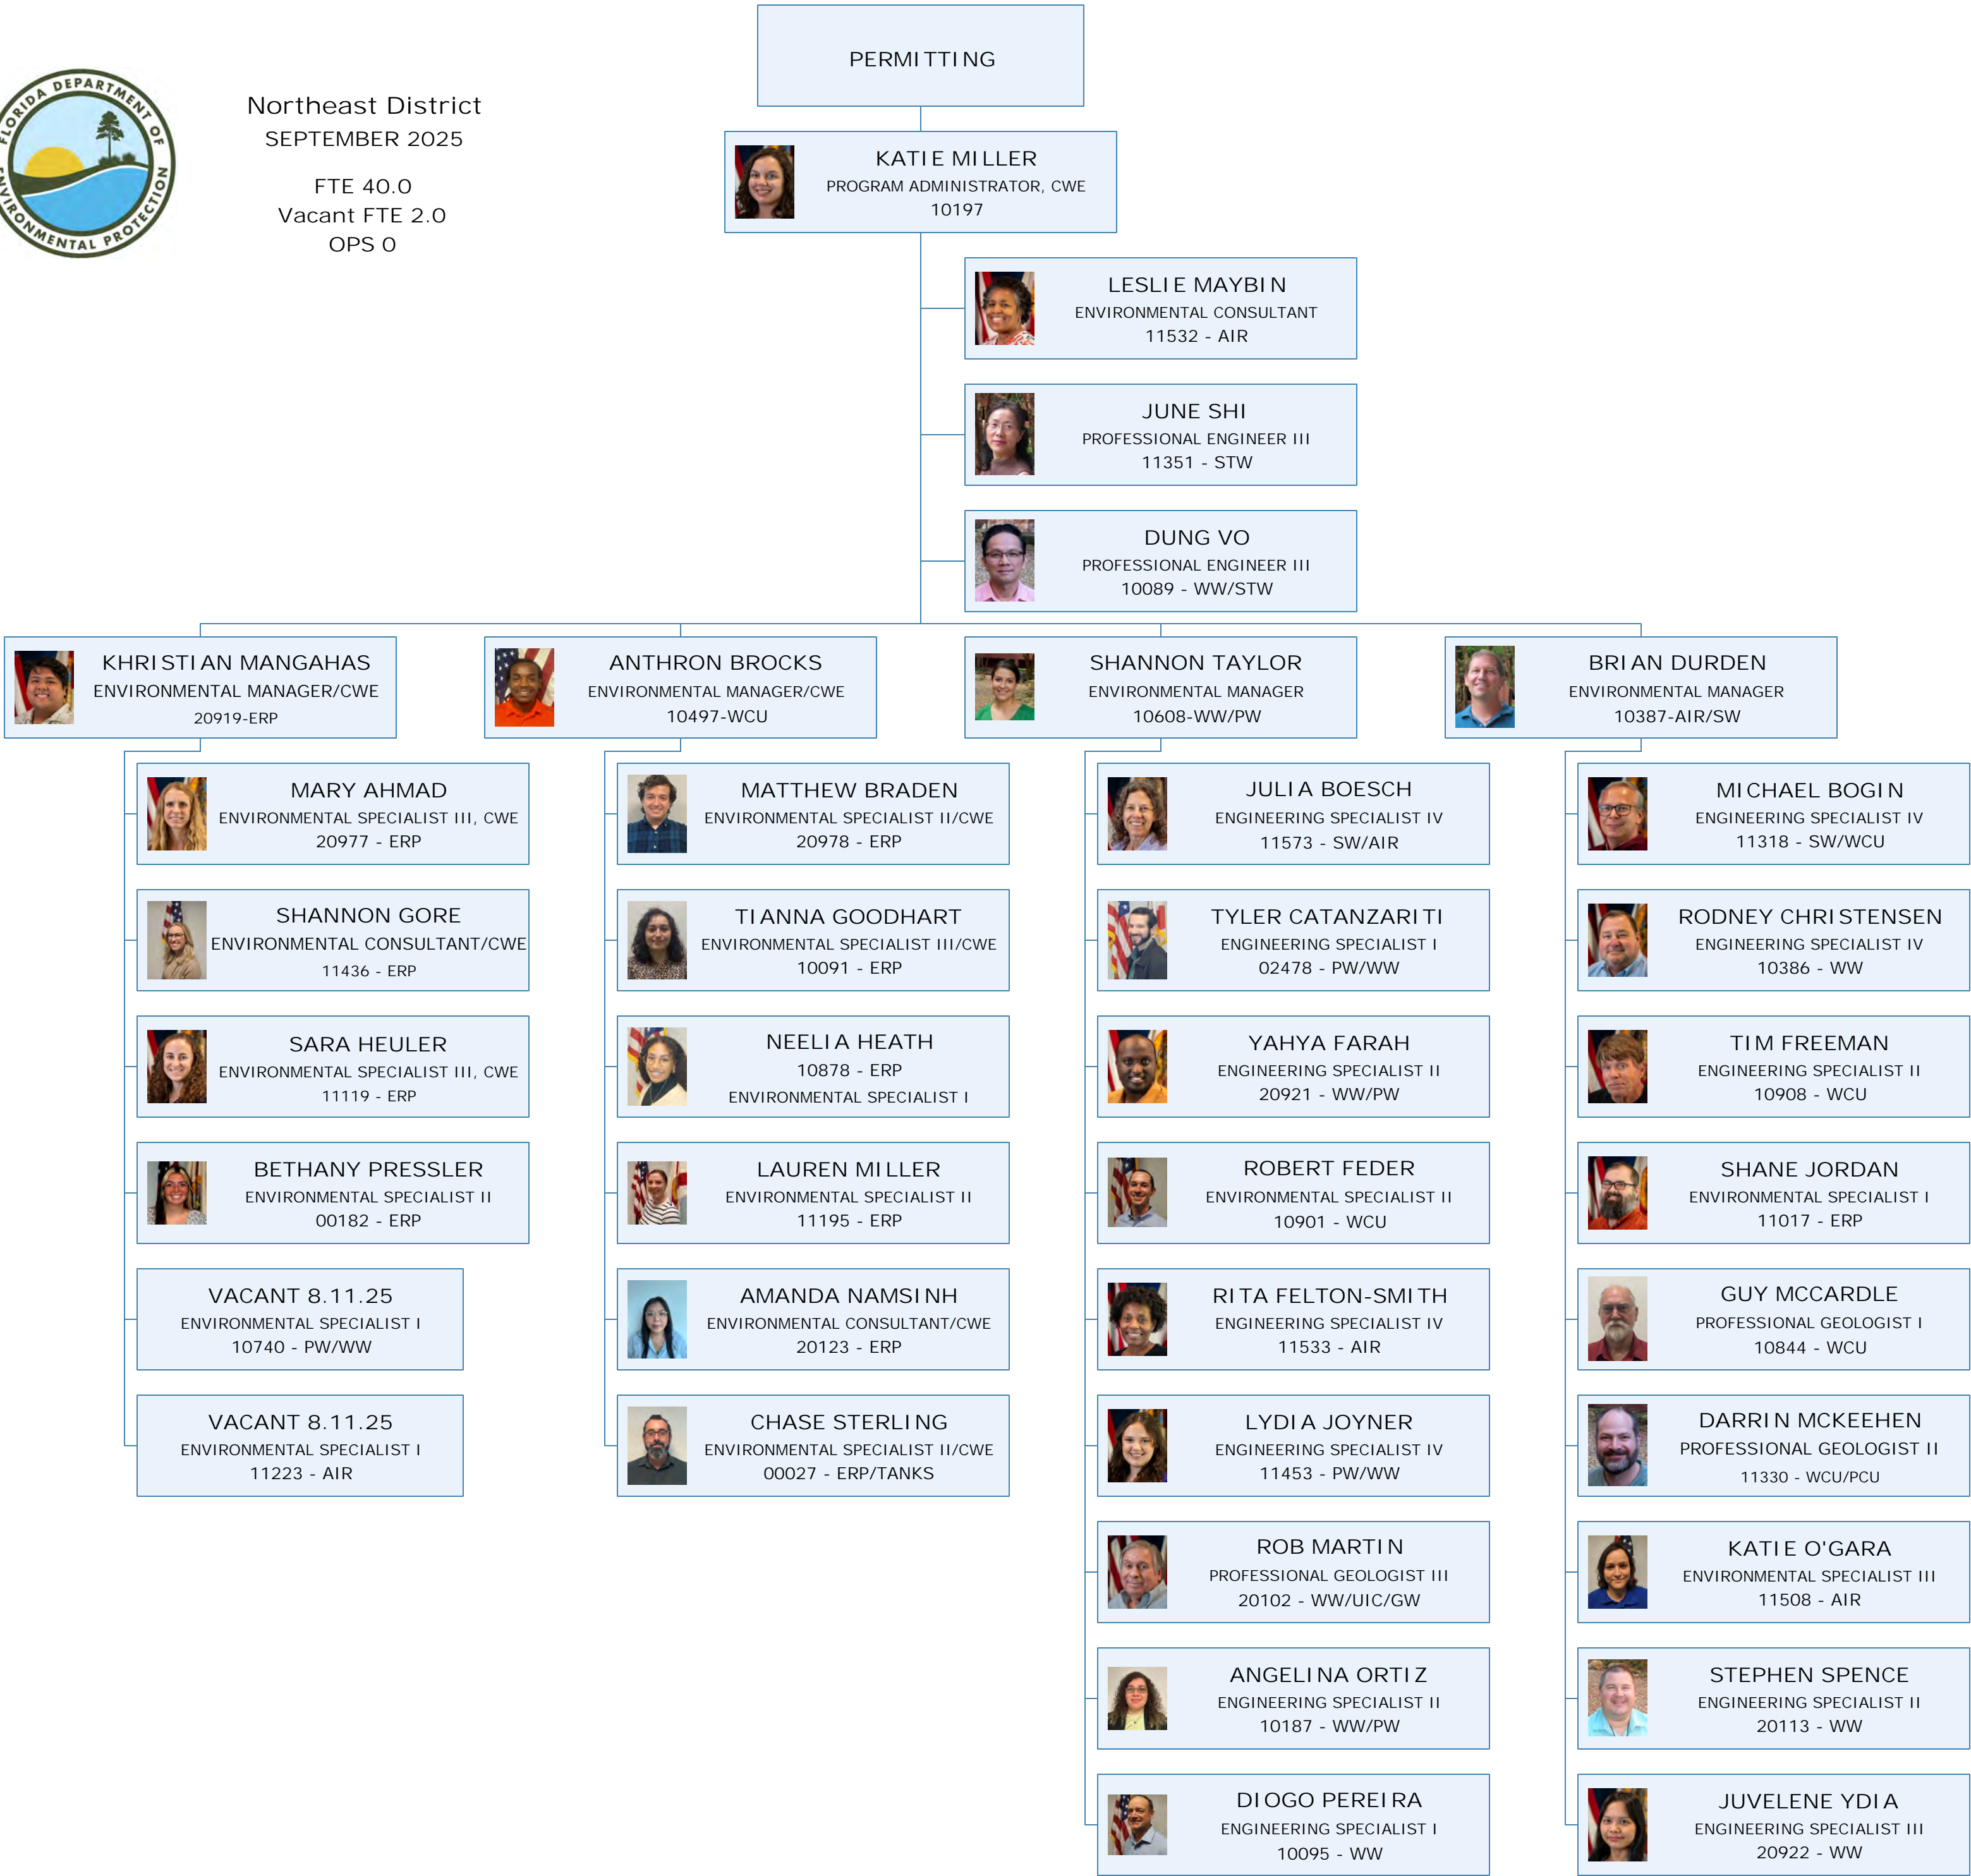 FLORIDA DEPARTMENT OF
ENVIRONMENTAL PROTECTION
Northeast District
SEPTEMBER 2025
FTE 40.0
Vacant FTE 2.0
OPS 0
PERMITTING
KATIE MILLER
PROGRAM ADMINISTRATOR, CWE
10197
LESLIE MAYBIN
ENVIRONMENTAL CONSULTANT
11532 - AIR
JUNE SHI
PROFESSIONAL ENGINEER III
11351 - STW
DUNG VO
PROFESSIONAL ENGINEER III
10089 - WW/STW
KHRISTIAN MANGAHAS
ENVIRONMENTAL MANAGER/CWE
20919-ERP
MARY AHMAD
ENVIRONMENTAL SPECIALIST III, CWE
20977 - ERP
SHANNON GORE
ENVIRONMENTAL CONSULTANT/CWE
11436 - ERP
SARA HEULER
ENVIRONMENTAL SPECIALIST III, CWE
11119 - ERP
BETHANY PRESSLER
ENVIRONMENTAL SPECIALIST II
00182 - ERP
VACANT 8.11.25
ENVIRONMENTAL SPECIALIST I
10740 - PW/WW
VACANT 8.11.25
ENVIRONMENTAL SPECIALIST I
11223 - AIR
ANTHRON BROCKS
ENVIRONMENTAL MANAGER/CWE
10497-WCU
MATTHEW BRADEN
ENVIRONMENTAL SPECIALIST II/CWE
20978 - ERP
TIANNA GOODHART
ENVIRONMENTAL SPECIALIST III/CWE
10091 - ERP
NEELIA HEATH
10878 - ERP
ENVIRONMENTAL SPECIALIST I
LAUREN MILLER
ENVIRONMENTAL SPECIALIST II
11195 - ERP
AMANDA NAMSINH
ENVIRONMENTAL CONSULTANT/CWE
20123 - ERP
CHASE STERLING
ENVIRONMENTAL SPECIALIST II/CWE
00027 - ERP/TANKS
SHANNON TAYLOR
ENVIRONMENTAL MANAGER
10608-WW/PW
JULIA BOESCH
ENGINEERING SPECIALIST IV
11573 - SW/AIR
TYLER CATANZARITI
ENGINEERING SPECIALIST I
02478 - PW/WW
YAHYA FARAH
ENGINEERING SPECIALIST II
20921 - WW/PW
ROBERT FEDER
ENVIRONMENTAL SPECIALIST II
10901 - WCU
RITA FELTON-SMITH
ENGINEERING SPECIALIST IV
11533 - AIR
LYDIA JOYNER
ENGINEERING SPECIALIST IV
11453 - PW/WW
ROB MARTIN
PROFESSIONAL GEOLOGIST III
20102 - WW/UIC/GW
ANGELINA ORTIZ
ENGINEERING SPECIALIST II
10187 - WW/PW
DIOGO PEREIRA
ENGINEERING SPECIALIST I
10095 - WW
BRIAN DURDEN
ENVIRONMENTAL MANAGER
10387-AIR/SW
MICHAEL BOGIN
ENGINEERING SPECIALIST IV
11318 - SW/WCU
RODNEY CHRISTENSEN
ENGINEERING SPECIALIST IV
10386 - WW
TIM FREEMAN
ENGINEERING SPECIALIST II
10908 - WCU
SHANE JORDAN
ENVIRONMENTAL SPECIALIST I
11017 - ERP
GUY MCCARDLE
PROFESSIONAL GEOLOGIST I
10844 - WCU
DARRIN MCKEEHEN
PROFESSIONAL GEOLOGIST II
11330 - WCU/PCU
KATIE O'GARA
ENVIRONMENTAL SPECIALIST III
11508 - AIR
STEPHEN SPENCE
ENGINEERING SPECIALIST II
20113 - WW
JUVELENE YDIA
ENGINEERING SPECIALIST III
20922 - WW